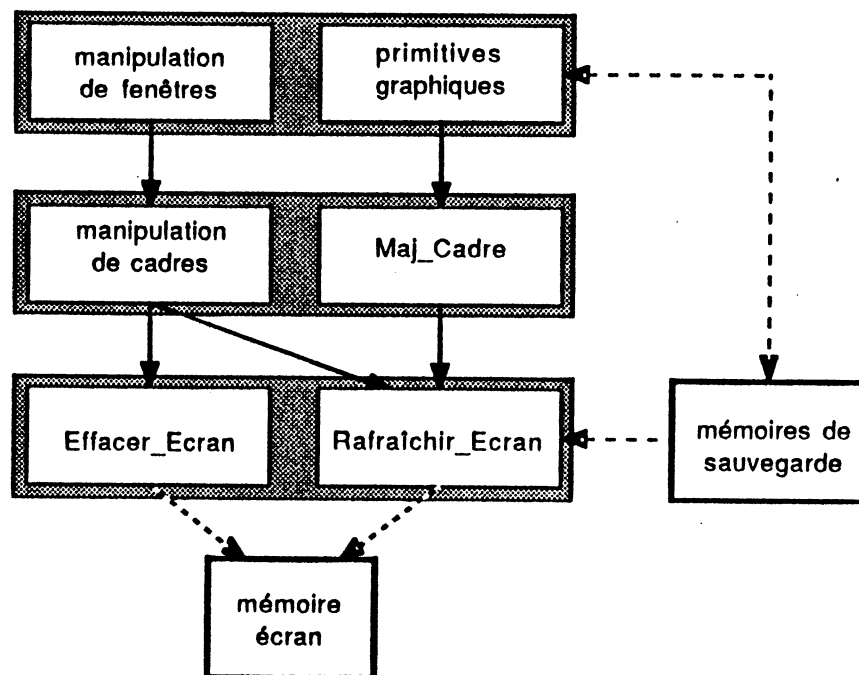 manipulation
de fenêtres
primitives
graphiques
manipulation
de cadres
Maj_Cadre
Effacer_Ecran
Rafraîchir_Ecran
mémoires de
sauvegarde
mémoire
écran